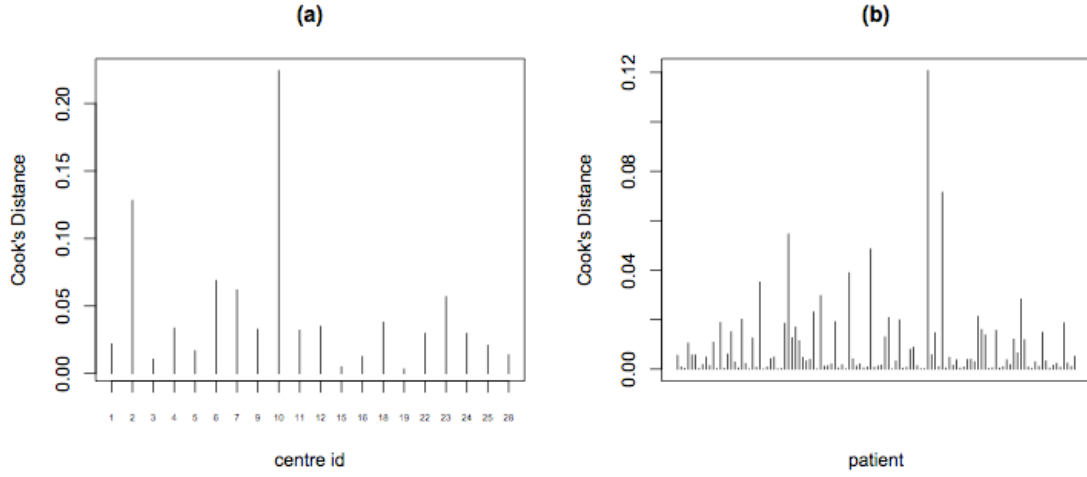 (a)
Cook's Distance
0.20
0.15
0.10
0.05
0.00
1 2 3 4 5 6 7 9 10 11 12 15 16 18 19 22 23 24 25 28
centre id
(b)
Cook's Distance
0.12
0.08
0.04
0.00
patient